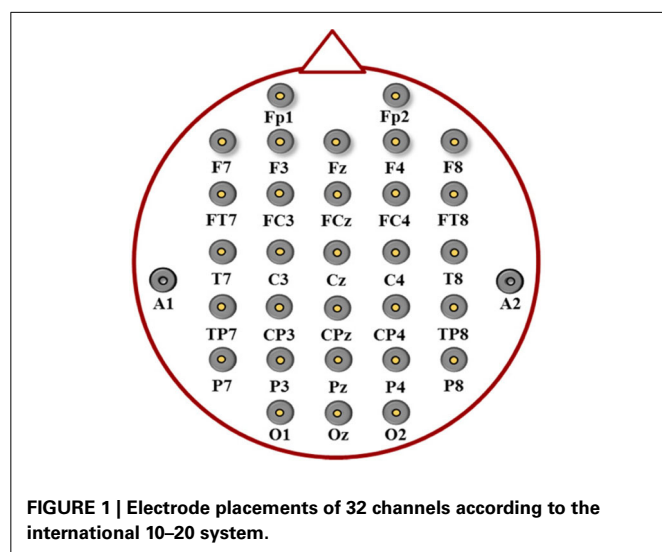 Fp1 Fp2
F7 F3 Fz F4 F8
FT7 FC3 FCz FC4 FT8
T7 C3 Cz C4 T8
A1 A2
TP7 CP3 CPz CP4 TP8
P7 P3 Pz P4 P8
O1 Oz O2
FIGURE 1 | Electrode placements of 32 channels according to the
international 10–20 system.